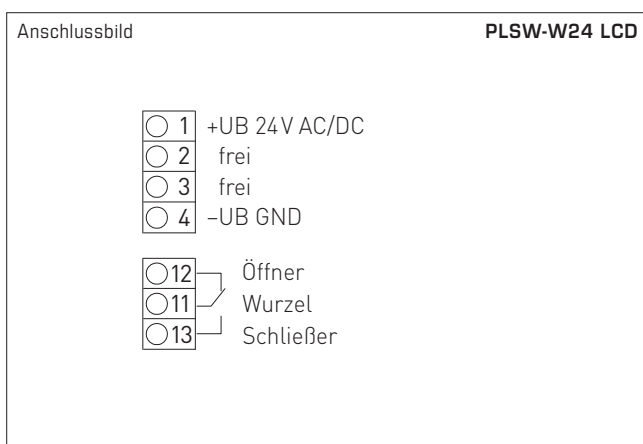 Anschlussbild PLSW-W24 LCD
1 +UB 24 V AC/DC
2 frei
3 frei
4 –UB GND
12 Öffner
11 Wurzel
13 Schließer